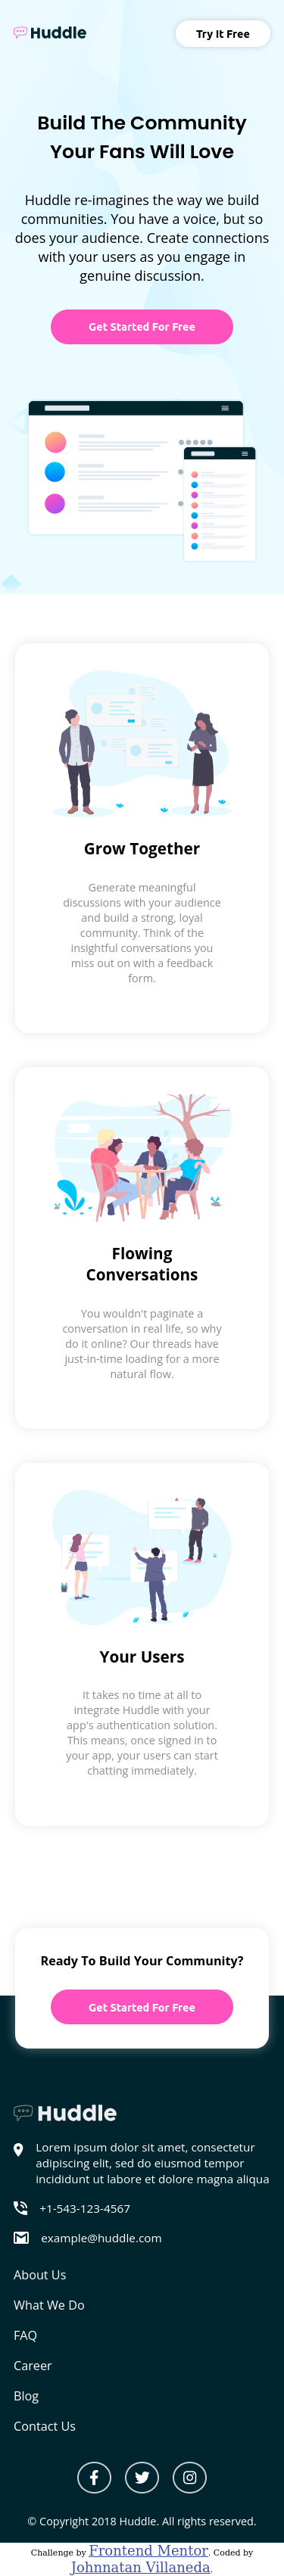 Huddle
Try It Free
Build The Community
Your Fans Will Love
Huddle re-imagines the way we build
communities. You have a voice, but so
does your audience. Create connections
with your users as you engage in
genuine discussion.
Get Started For Free
Grow Together
Generate meaningful
discussions with your audience
and build a strong, loyal
community. Think of the
insightful conversations you
miss out on with a feedback
form.
Flowing
Conversations
You wouldn't paginate a
conversation in real life, so why
do it online? Our threads have
just-in-time loading for a more
natural flow.
Your Users
It takes no time at all to
integrate Huddle with your
app's authentication solution.
This means, once signed in to
your app, your users can start
chatting immediately.
Ready To Build Your Community?
Get Started For Free
Huddle
Lorem ipsum dolor sit amet, consectetur
adipiscing elit, sed do eiusmod tempor
incididunt ut labore et dolore magna aliqua
+1-543-123-4567
example@huddle.com
About Us
What We Do
FAQ
Career
Blog
Contact Us
© Copyright 2018 Huddle. All rights reserved.
Challenge by Frontend Mentor. Coded by
Johnnatan Villaneda.